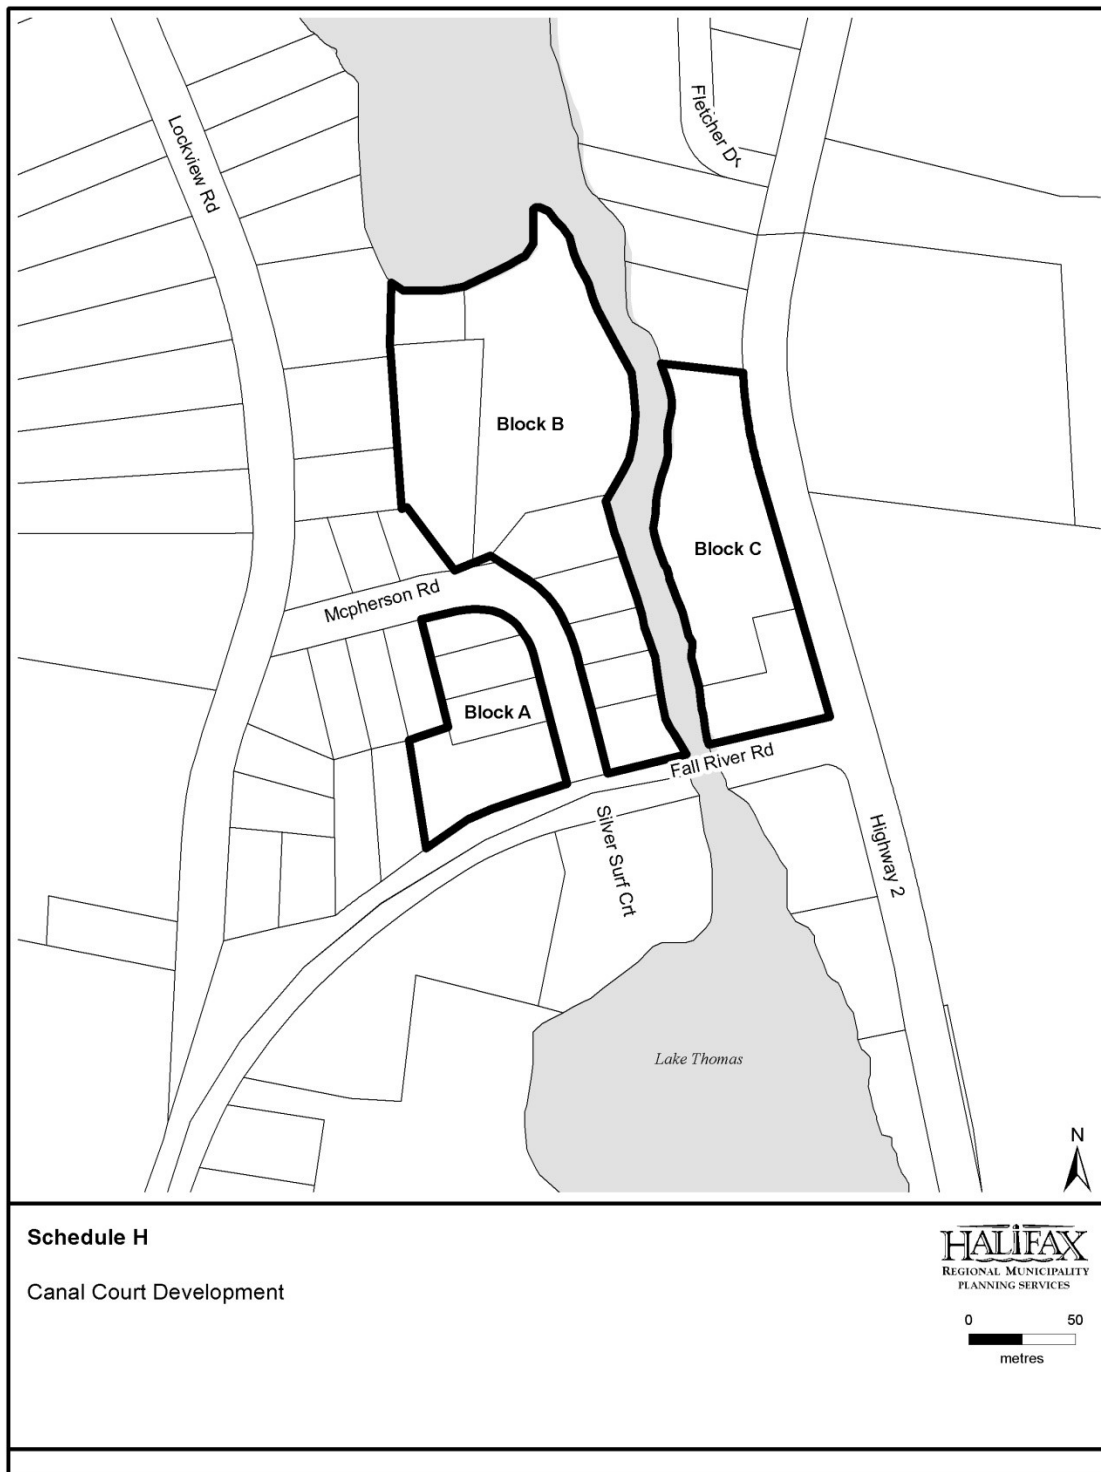 Fletcher Dr
Lockview Rd
Block B
Block C
Mcpherson Rd
Block A
Fall River Rd
Silver Surf Crt
Highway 2
Lake Thomas
N
Schedule H
Canal Court Development
HALIFAX
REGIONAL MUNICIPALITY
PLANNING SERVICES
0 50
metres